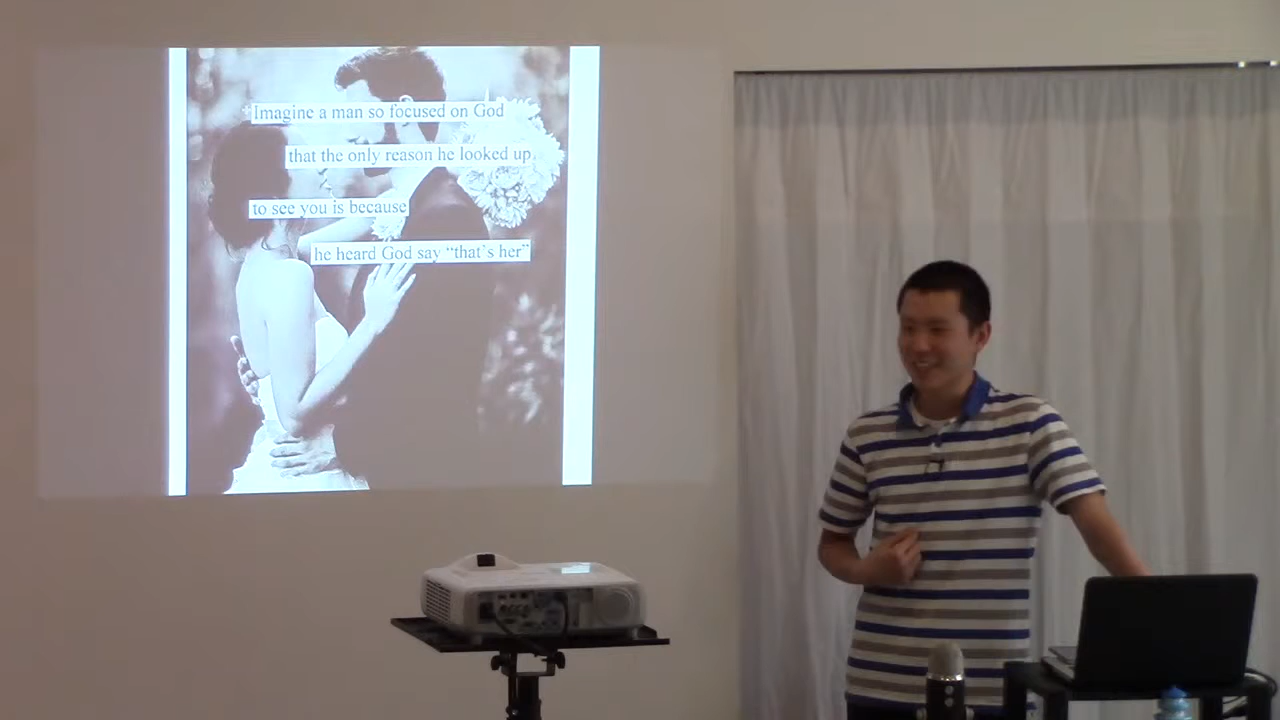 Imagine a man so focused on God
that the only reason he looked up
to see you is because
he heard God say “that’s her”